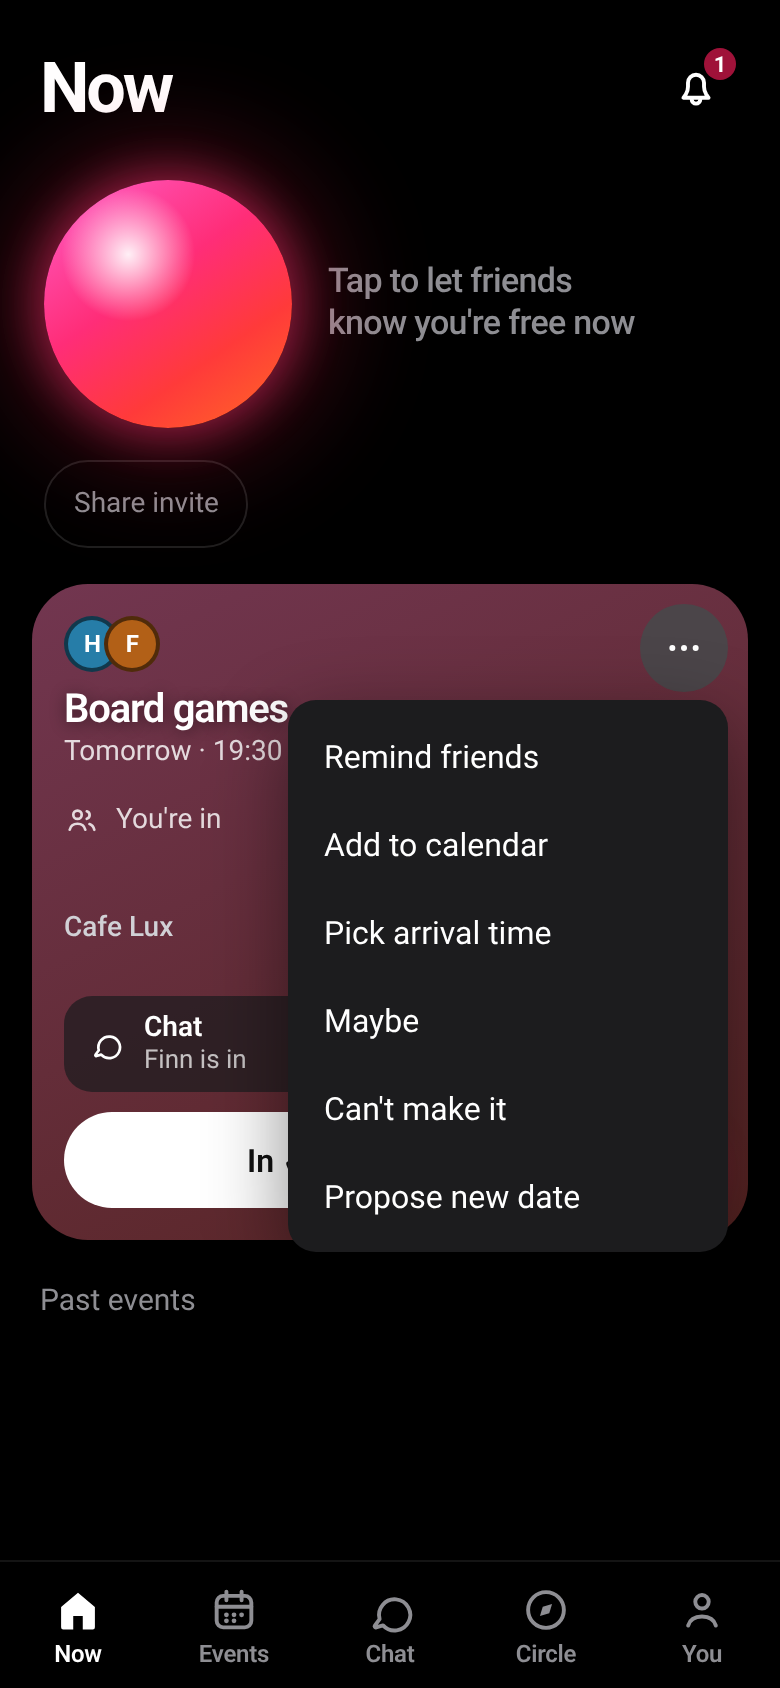 Now
1
Tap to let friends
know you're free now
Share invite
H F
Board games
Tomorrow · 19:30
You're in
Cafe Lux
Chat
Finn is in
In
Remind friends
Add to calendar
Pick arrival time
Maybe
Can't make it
Propose new date
Past events
Now Events Chat Circle You